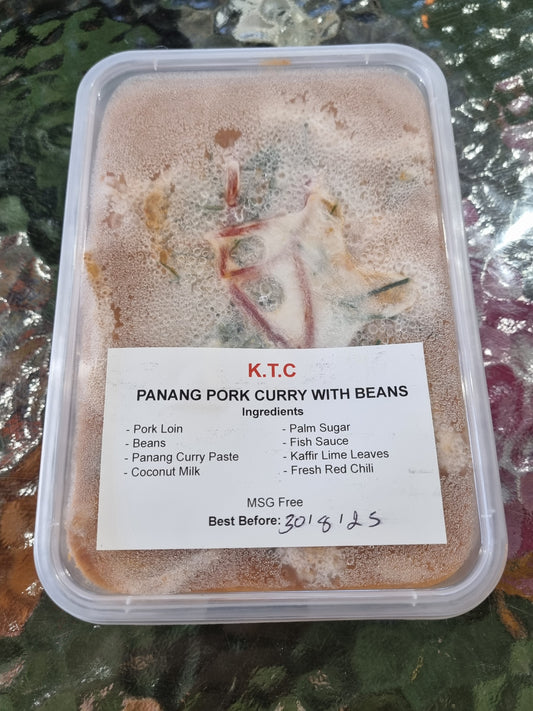 K.T.C
PANANG PORK CURRY WITH BEANS
Ingredients
- Pork Loin
- Beans
- Panang Curry Paste
- Coconut Milk
- Palm Sugar
- Fish Sauce
- Kaffir Lime Leaves
- Fresh Red Chili
MSG Free
Best Before: 30/8/25